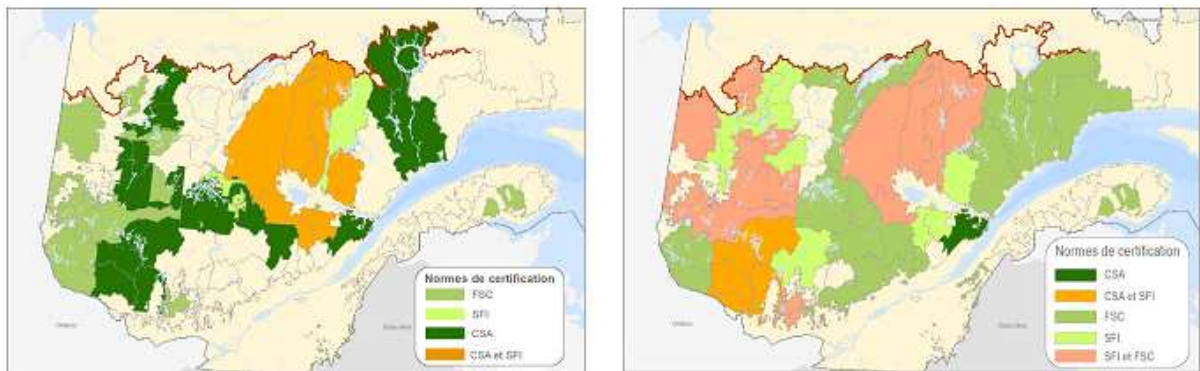 Normes de certification
FSC
SFI
CSA
CSA et SFI
Normes de certification
CSA
CSA et SFI
FSC
SFI
SFI et FSC